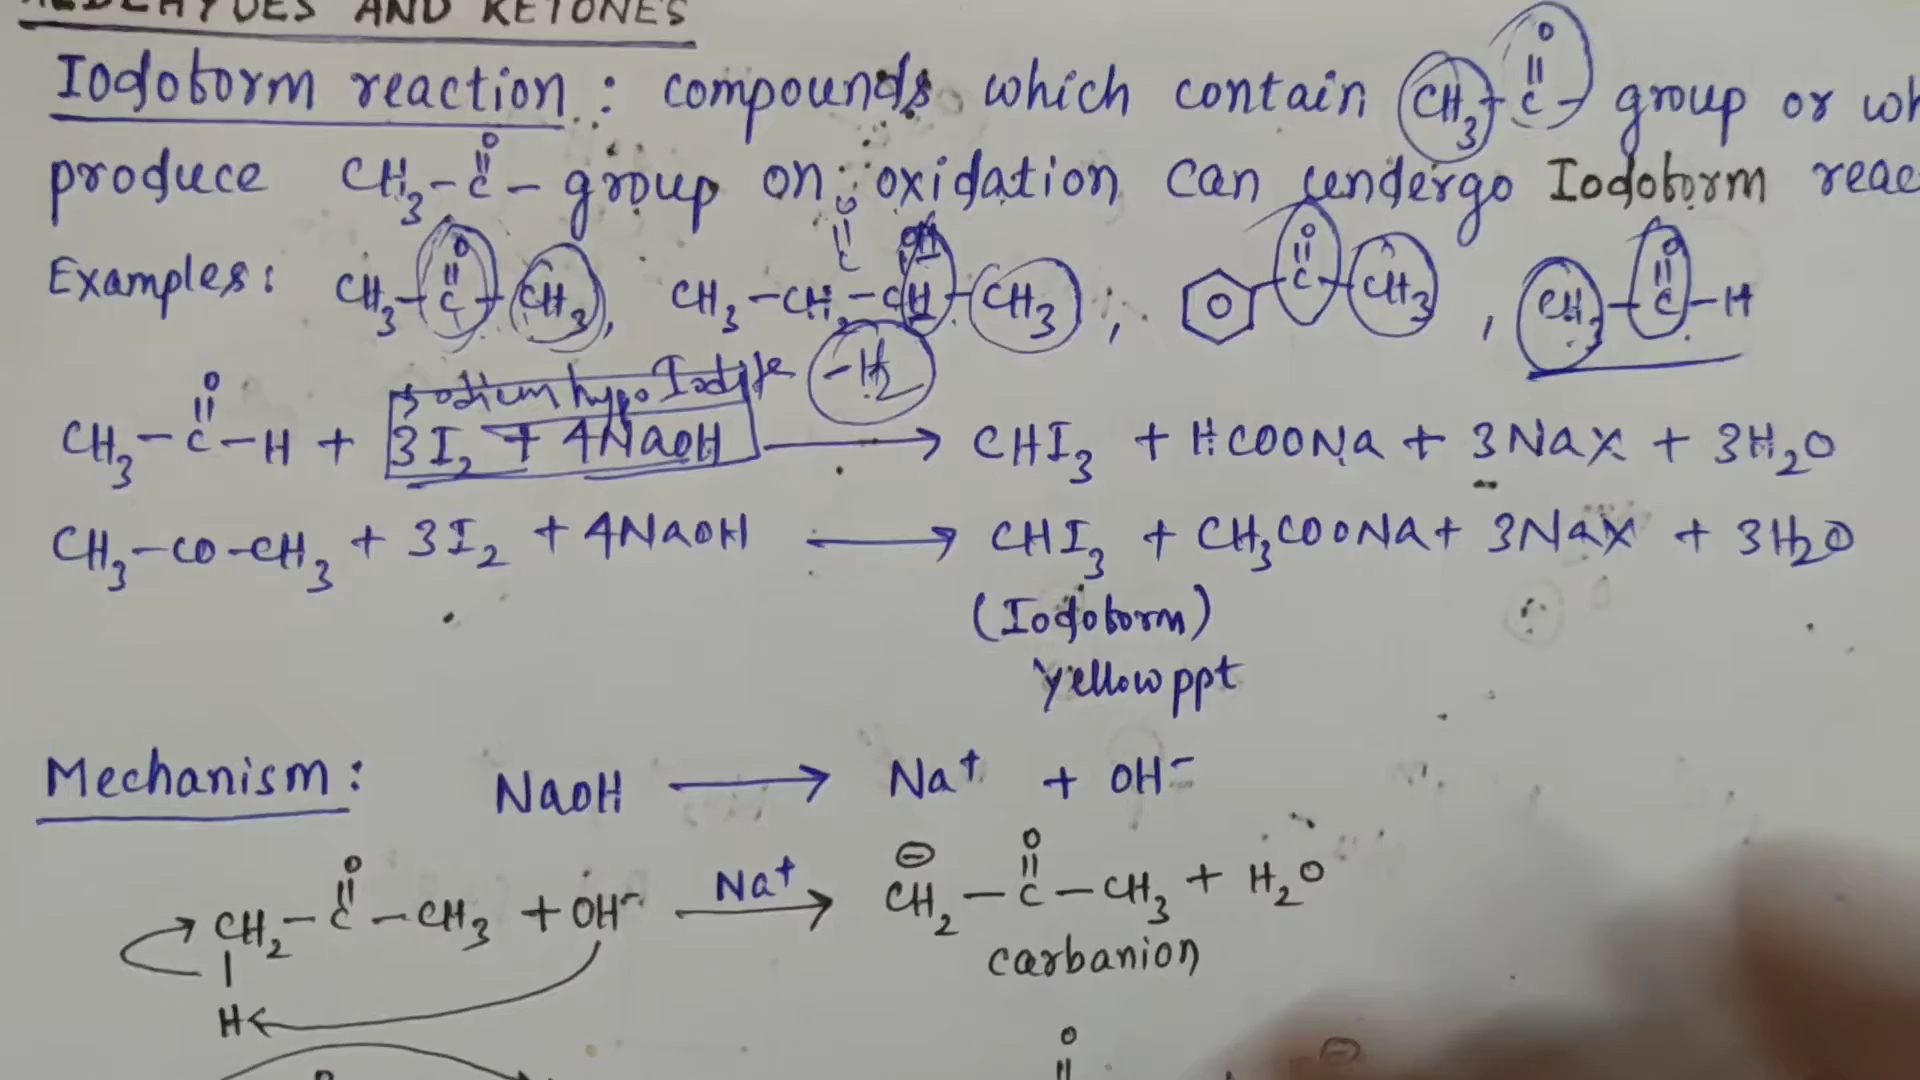 ALDEHYDES AND KETONES
Iodoform reaction : compounds which contain CH3-C(=O)- group or wh
produce CH3-C(=O)- group on oxidation can undergo Iodoform reac
Examples: CH3-C(=O)-CH3, CH3-CH2-CH(OH)-CH3, C(=O)-CH3, CH3-C(=O)-H
sodium hypo Iodite -H2
CH3-C(=O)-H + 3I2 + 4NaOH → CHI3 + HCOONa + 3NaX + 3H2O
CH3-CO-CH3 + 3I2 + 4NaOH → CHI3 + CH3COONa + 3NaX + 3H2O
(Iodoform)
yellow ppt
Mechanism: NaOH → Na+ + OH-
CH2-C(=O)-CH3 + OH- Na+ → ⊖CH2-C(=O)-CH3 + H2O
H
carbanion
O